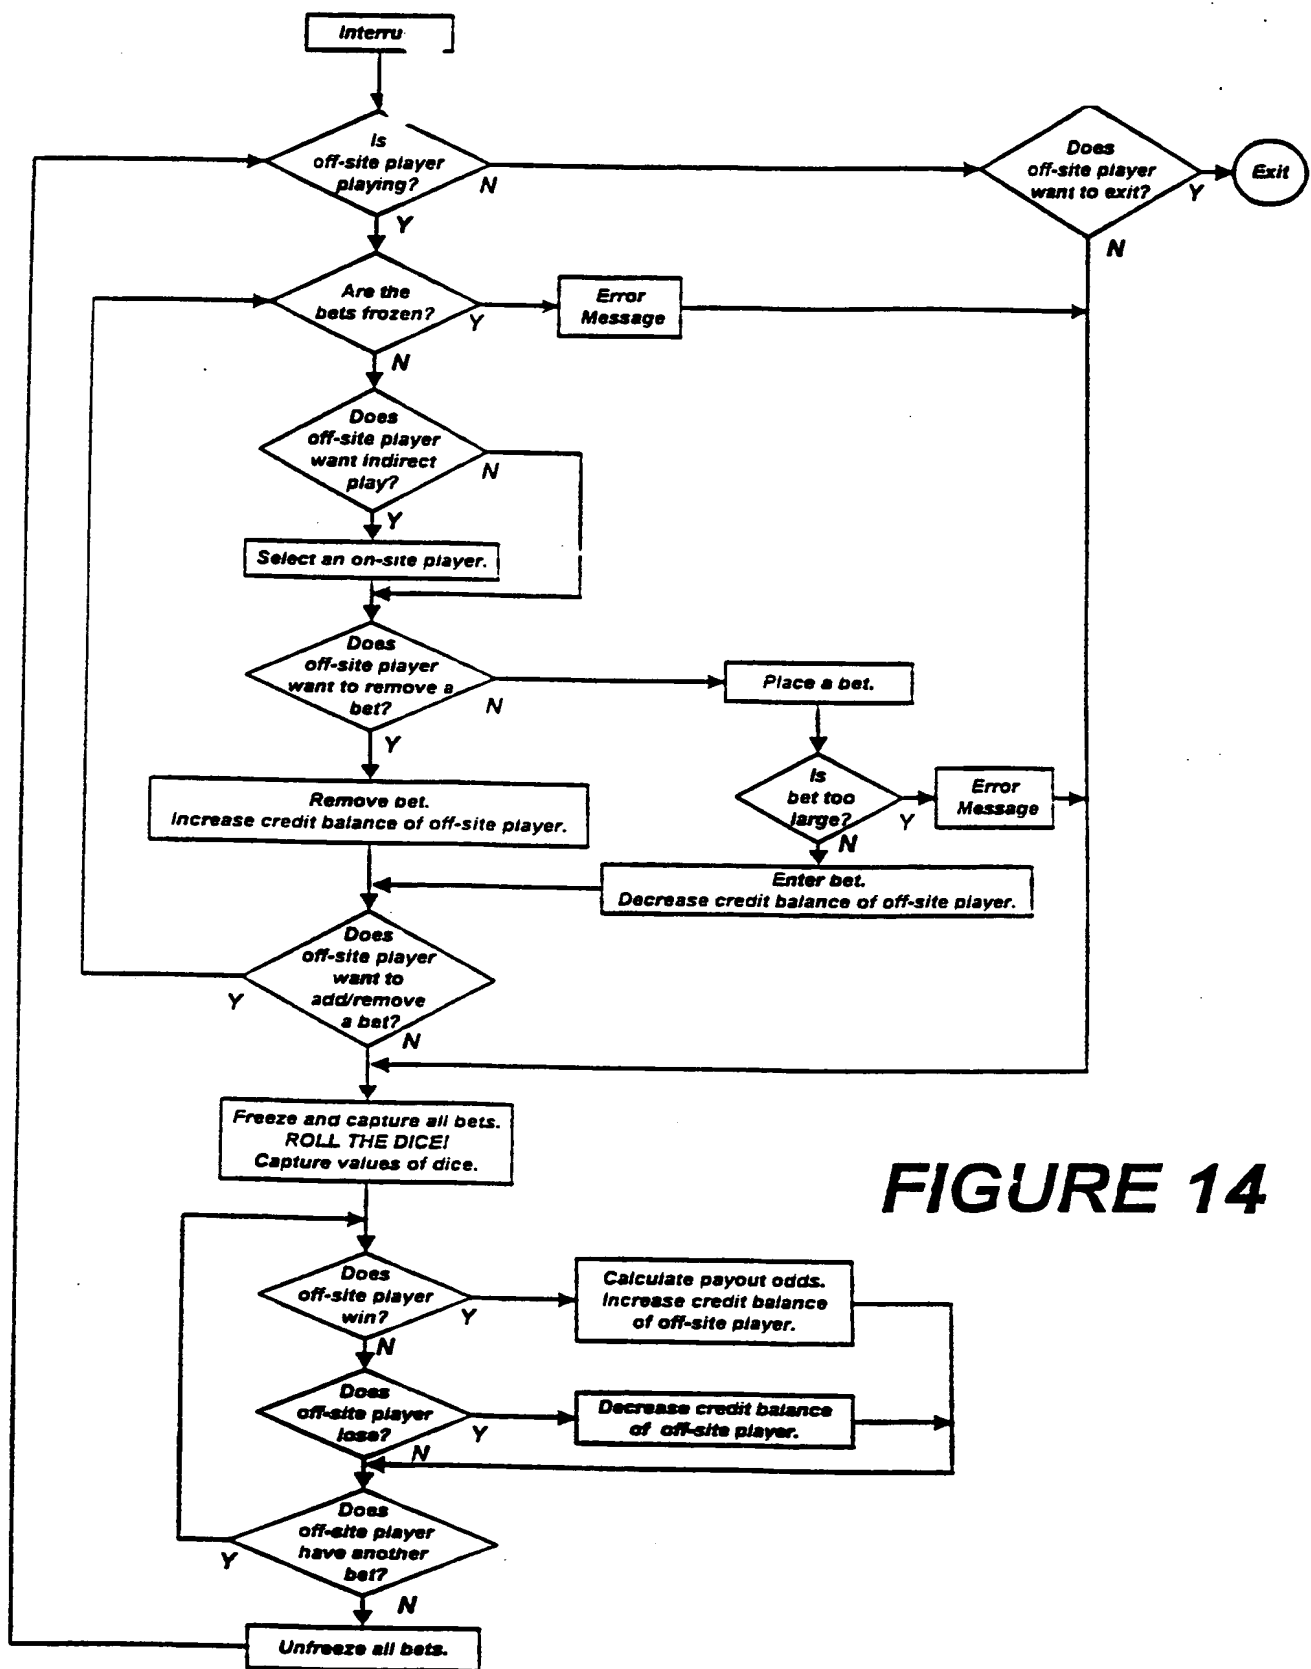 Interru
Is
off-site player
playing?
N
Y
Does
off-site player
want to exit?
Y
N
Exit
Are the
bets frozen?
Y
N
Error
Message
Does
off-site player
want indirect
play?
N
Y
Select an on-site player.
Does
off-site player
want to remove a
bet?
N
Y
Place a bet.
Is
bet too
large?
Y
N
Error
Message
Remove bet.
Increase credit balance of off-site player.
Enter bet.
Decrease credit balance of off-site player.
Does
off-site player
want to
add/remove
a bet?
Y
N
Freeze and capture all bets.
ROLL THE DICE!
Capture values of dice.
FIGURE 14
Does
off-site player
win?
Y
N
Calculate payout odds.
Increase credit balance
of off-site player.
Does
off-site player
lose?
Y
N
Decrease credit balance
of off-site player.
Does
off-site player
have another
bet?
Y
N
Unfreeze all bets.